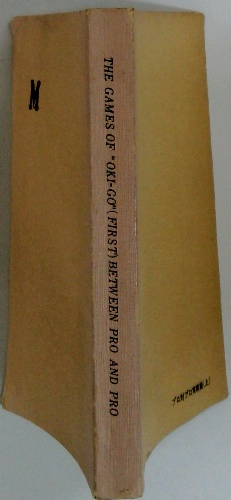 M
THE GAMES OF "OKI-GO"(FIRST) BETWEEN PRO AND PRO